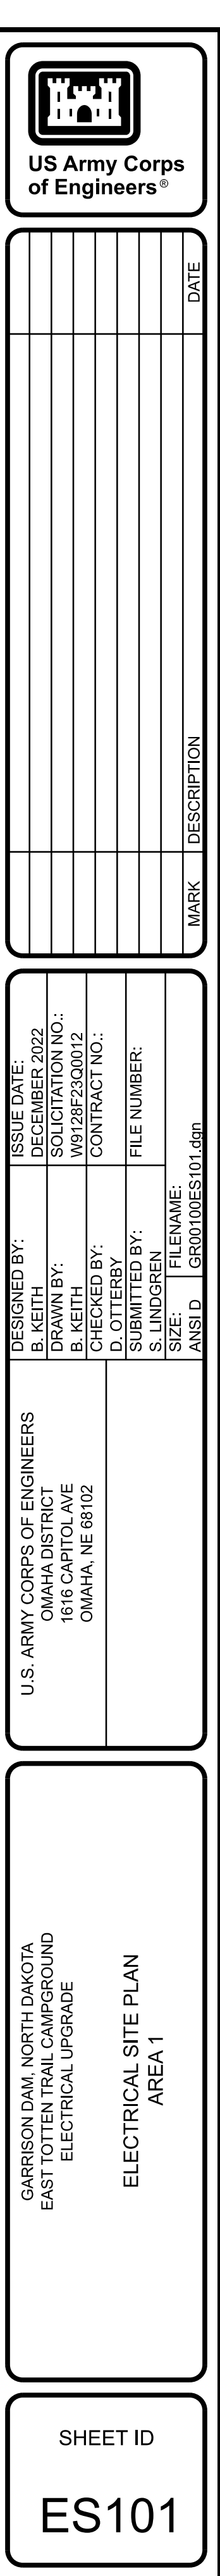 US Army Corps
of Engineers®
MARK
DESCRIPTION
DATE
DESIGNED BY:
B. KEITH
ISSUE DATE:
DECEMBER 2022
DRAWN BY:
B. KEITH
SOLICITATION NO.:
W9128F23Q0012
CHECKED BY:
D. OTTERBY
CONTRACT NO.:
SUBMITTED BY:
S. LINDGREN
FILE NUMBER:
SIZE:
ANSI D
FILENAME:
GR00100ES101.dgn
U.S. ARMY CORPS OF ENGINEERS
OMAHA DISTRICT
1616 CAPITOL AVE
OMAHA, NE 68102
GARRISON DAM, NORTH DAKOTA
EAST TOTTEN TRAIL CAMPGROUND
ELECTRICAL UPGRADE
ELECTRICAL SITE PLAN
AREA 1
SHEET ID
ES101